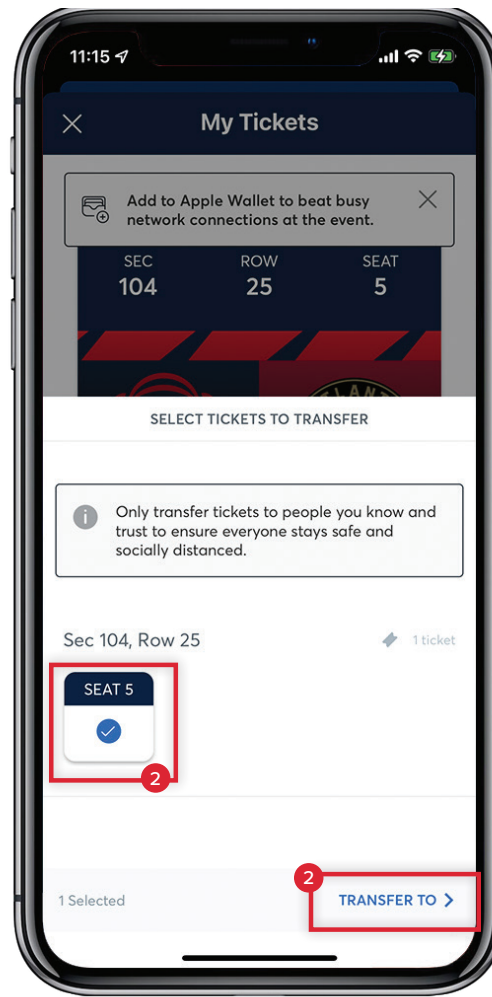 11:15
My Tickets
Add to Apple Wallet to beat busy
network connections at the event.
SEC ROW SEAT
104 25 5
SELECT TICKETS TO TRANSFER
Only transfer tickets to people you know and
trust to ensure everyone stays safe and
socially distanced.
Sec 104, Row 25 1 ticket
SEAT 5
2
2
1 Selected TRANSFER TO